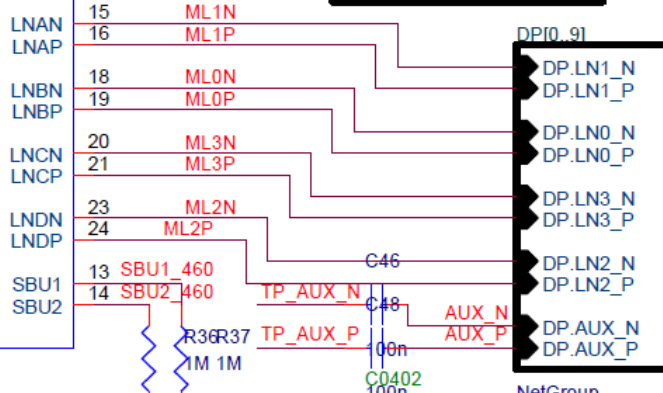 DP[0..9]
LNAN 15 ML1N
LNAP 16 ML1P
DP.LN1_N
DP.LN1_P
LNBN 18 ML0N
LNBP 19 ML0P
DP.LN0_N
DP.LN0_P
LNCN 20 ML3N
LNCP 21 ML3P
DP.LN3_N
DP.LN3_P
LNDN 23 ML2N
LNDP 24 ML2P
DP.LN2_N
DP.LN2_P
SBU1 13 SBU1_460
SBU2 14 SBU2_460
C46
TP_AUX_N
C48
AUX_N
DP.AUX_N
R36 R37
TP_AUX_P
AUX_P
DP.AUX_P
1M 1M
100n
C0402
100n
NetGroup